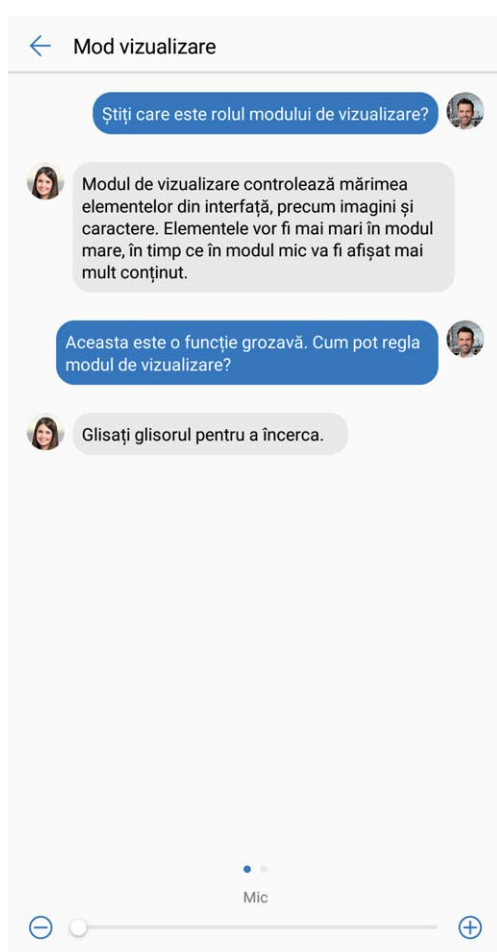 Mod vizualizare
Știți care este rolul modului de vizualizare?
Modul de vizualizare controlează mărimea
elementelor din interfață, precum imagini și
caractere. Elementele vor fi mai mari în modul
mare, în timp ce în modul mic va fi afișat mai
mult conținut.
Aceasta este o funcție grozavă. Cum pot regla
modul de vizualizare?
Glisați glisorul pentru a încerca.
Mic